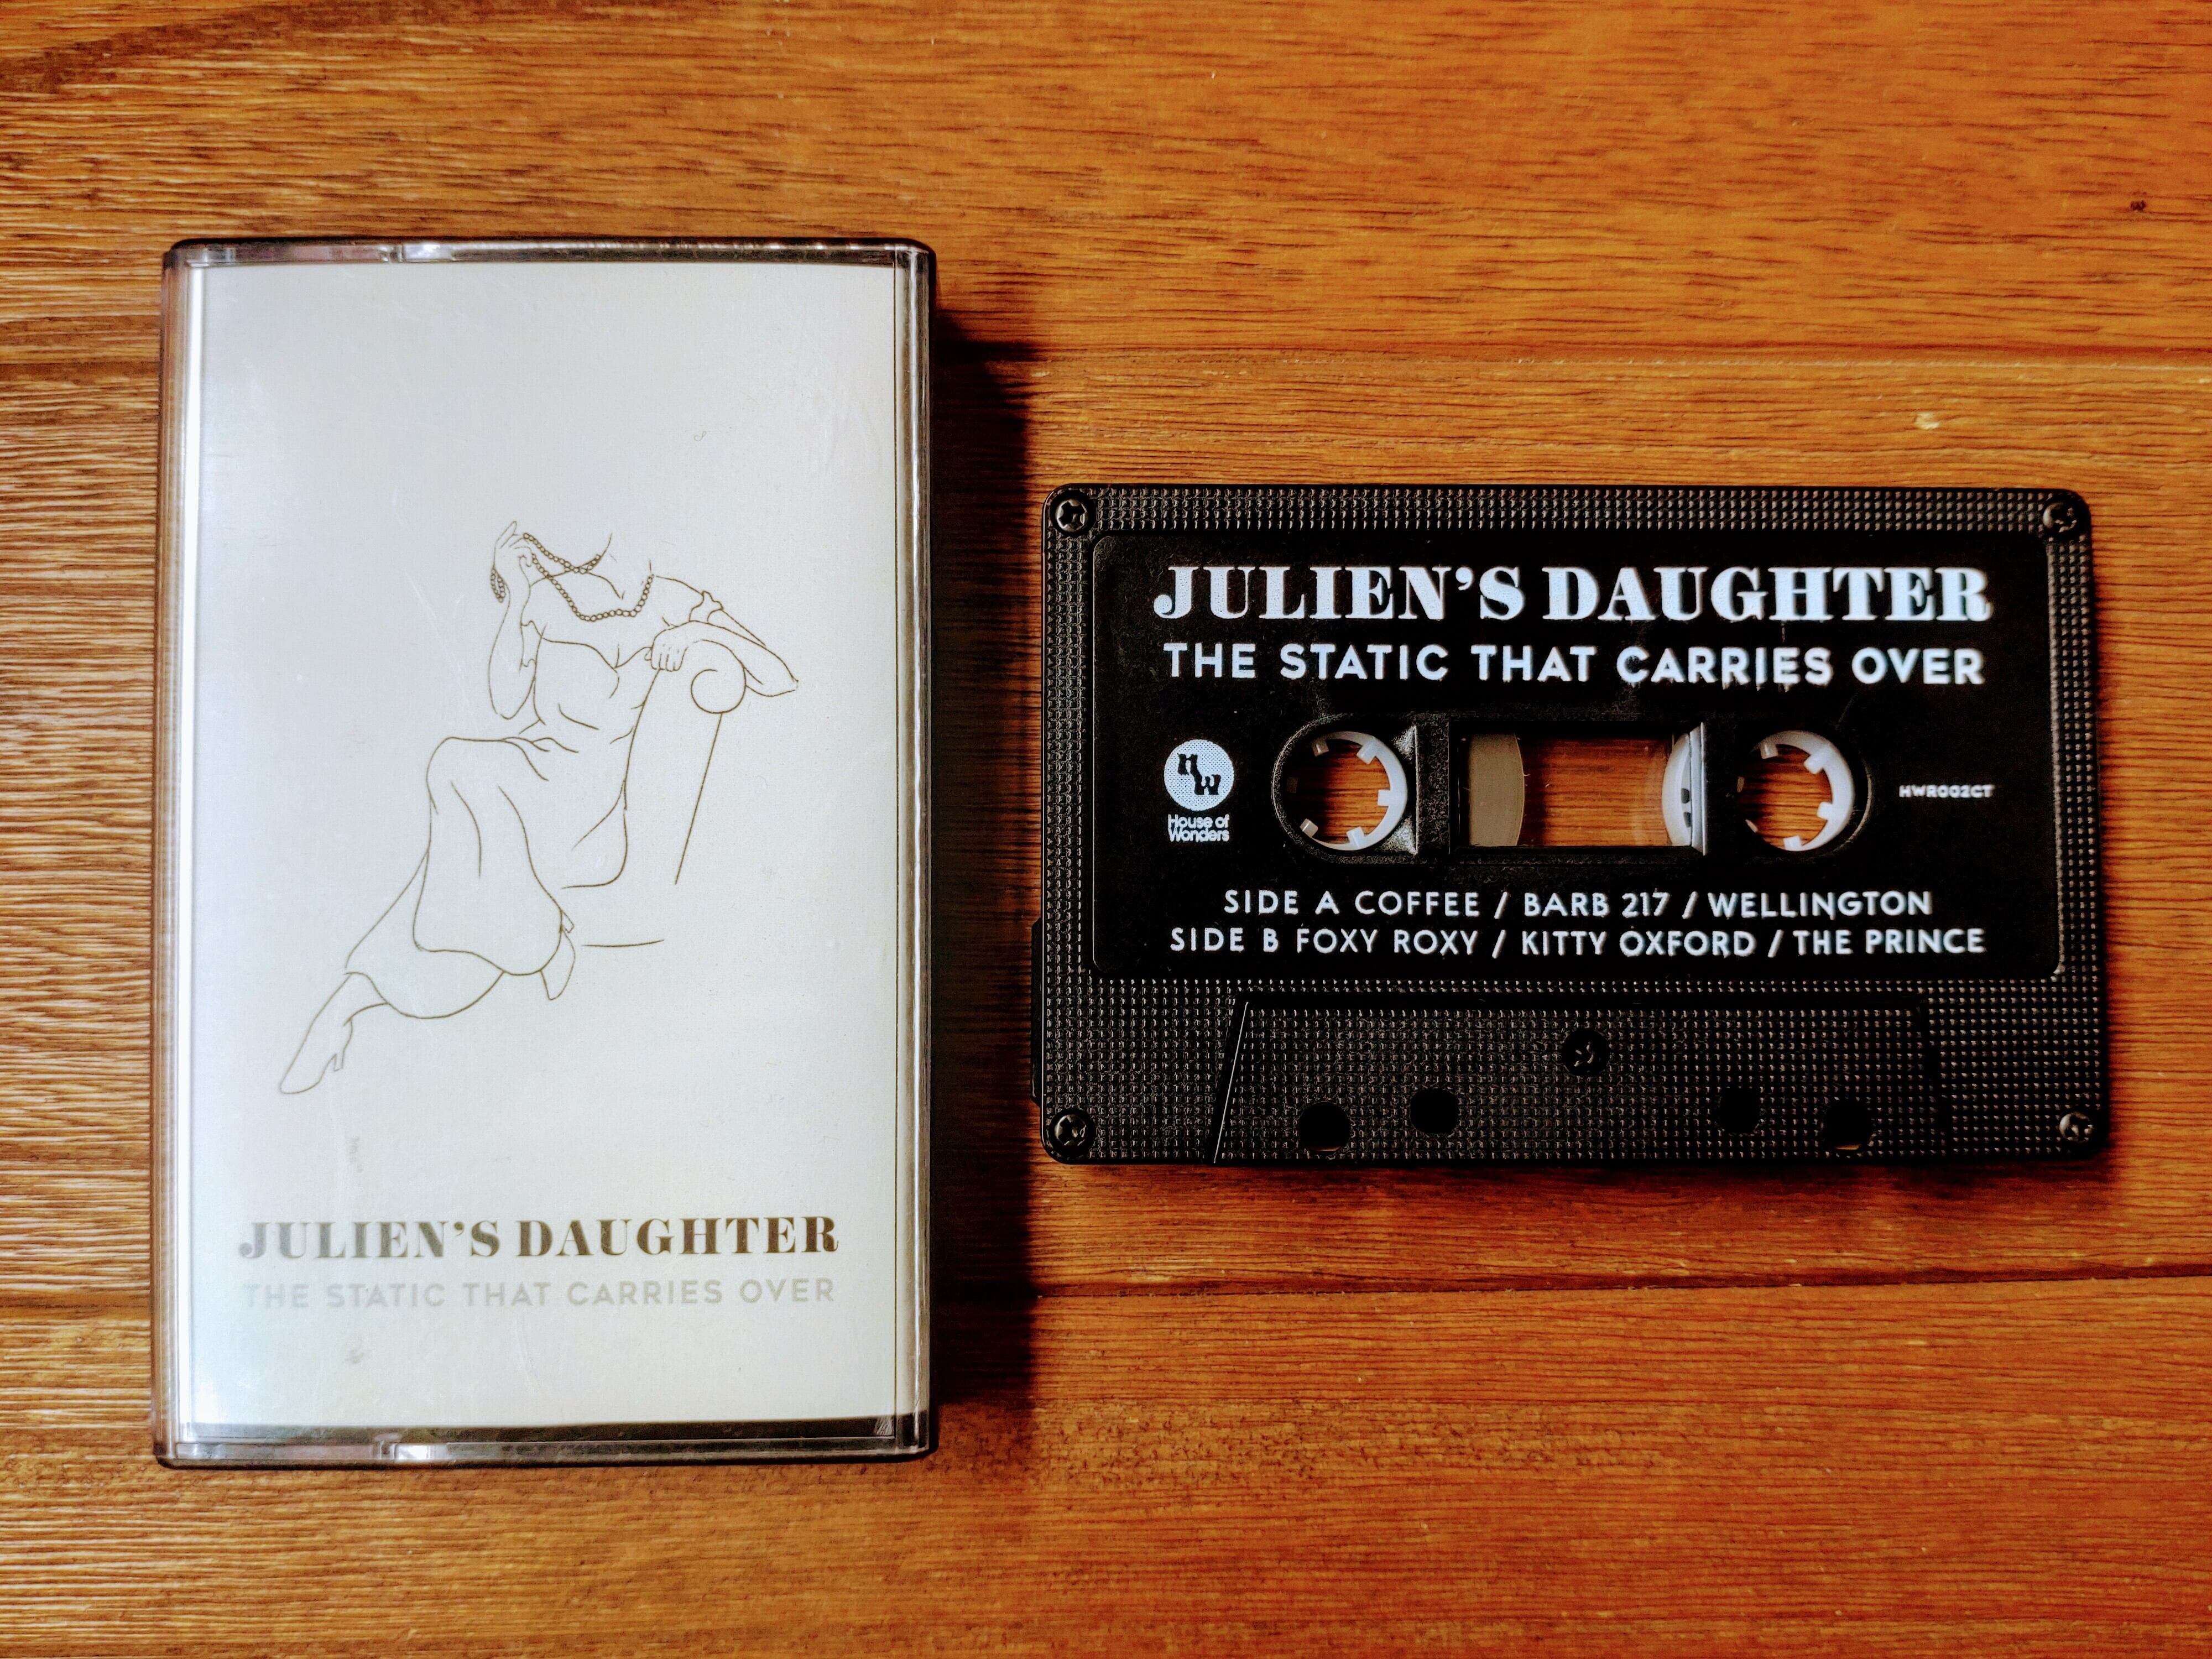 JULIEN'S DAUGHTER
THE STATIC THAT CARRIES OVER
JULIEN'S DAUGHTER
THE STATIC THAT CARRIES OVER
HW
House of
Wonders
HWR002CT
SIDE A COFFEE / BARB 217 / WELLINGTON
SIDE B FOXY ROXY / KITTY OXFORD / THE PRINCE